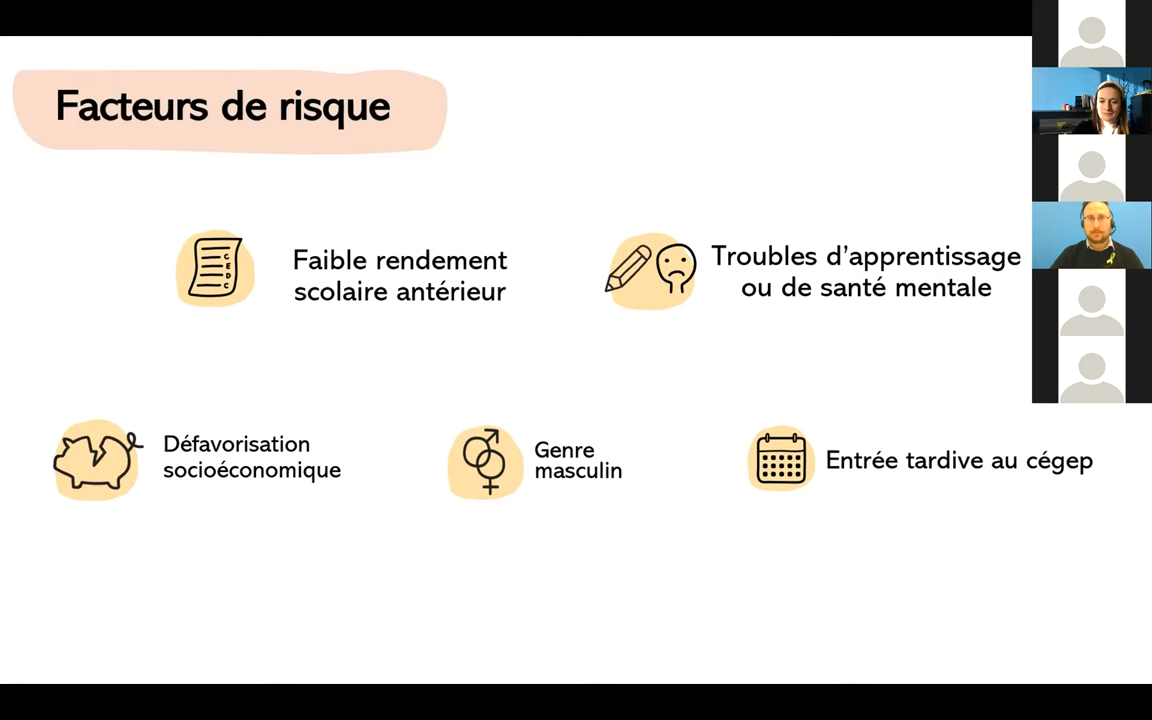 Facteurs de risque
Faible rendement
scolaire antérieur
Troubles d’apprentissage
ou de santé mentale
Défavorisation
socioéconomique
Genre
masculin
Entrée tardive au cégep